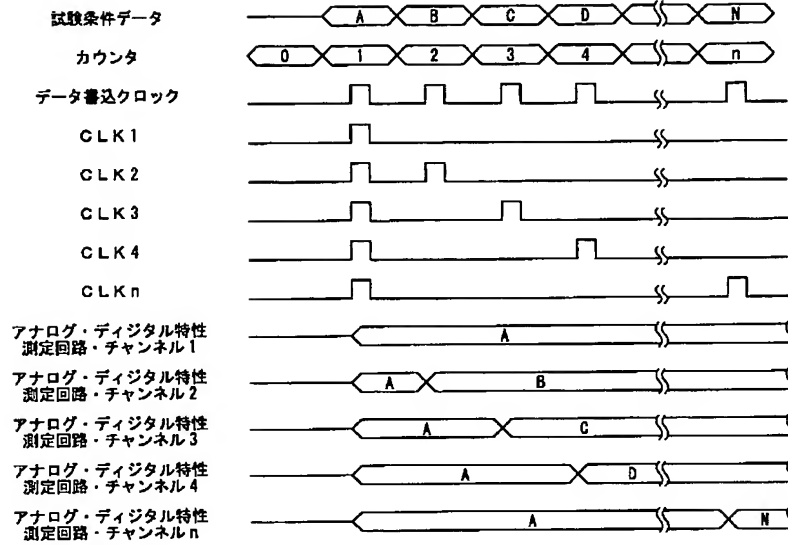 試験条件データ A B C D N
カウンタ 0 1 2 3 4 n
データ書込クロック
CLK1
CLK2
CLK3
CLK4
CLKn
アナログ・ディジタル特性
測定回路・チャンネル1 A
アナログ・ディジタル特性
測定回路・チャンネル2 A B
アナログ・ディジタル特性
測定回路・チャンネル3 A C
アナログ・ディジタル特性
測定回路・チャンネル4 A D
アナログ・ディジタル特性
測定回路・チャンネルn A N